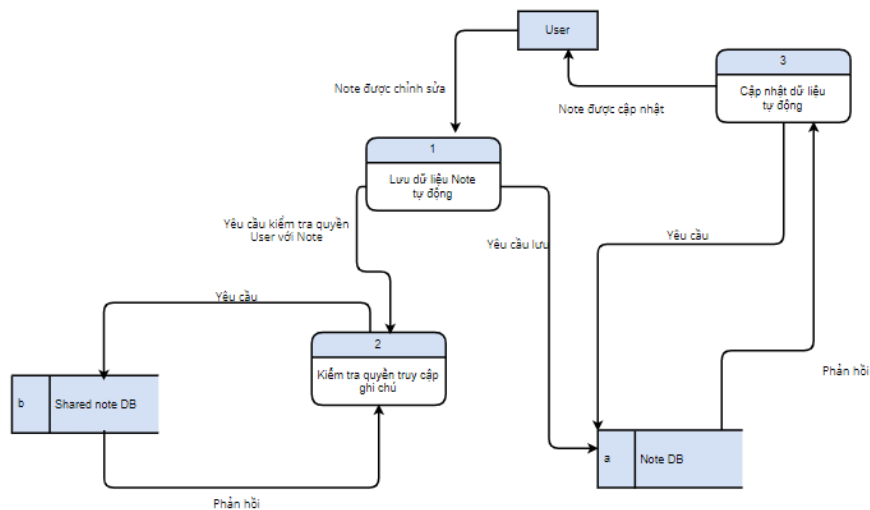 User
3
Cập nhật dữ liệu
tự động
Note được chỉnh sửa
Note được cập nhật
1
Lưu dữ liệu Note
tự động
Yêu cầu kiểm tra quyền
User với Note
Yêu cầu lưu
Yêu cầu
Yêu cầu
2
Kiểm tra quyền truy cập
ghi chú
Phản hồi
b
Shared note DB
a
Note DB
Phản hồi